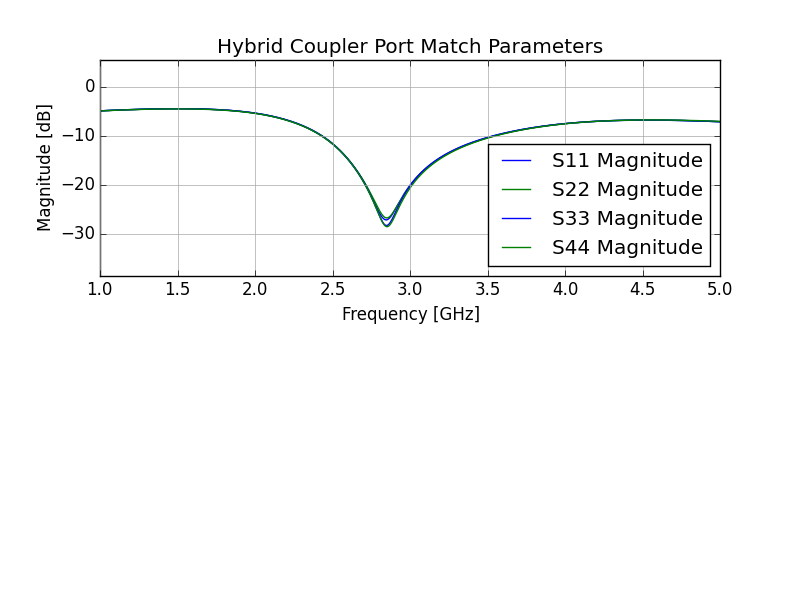 Hybrid Coupler Port Match Parameters
Magnitude [dB]
0
−10
−20
−30
S11 Magnitude
S22 Magnitude
S33 Magnitude
S44 Magnitude
1.0 1.5 2.0 2.5 3.0 3.5 4.0 4.5 5.0
Frequency [GHz]